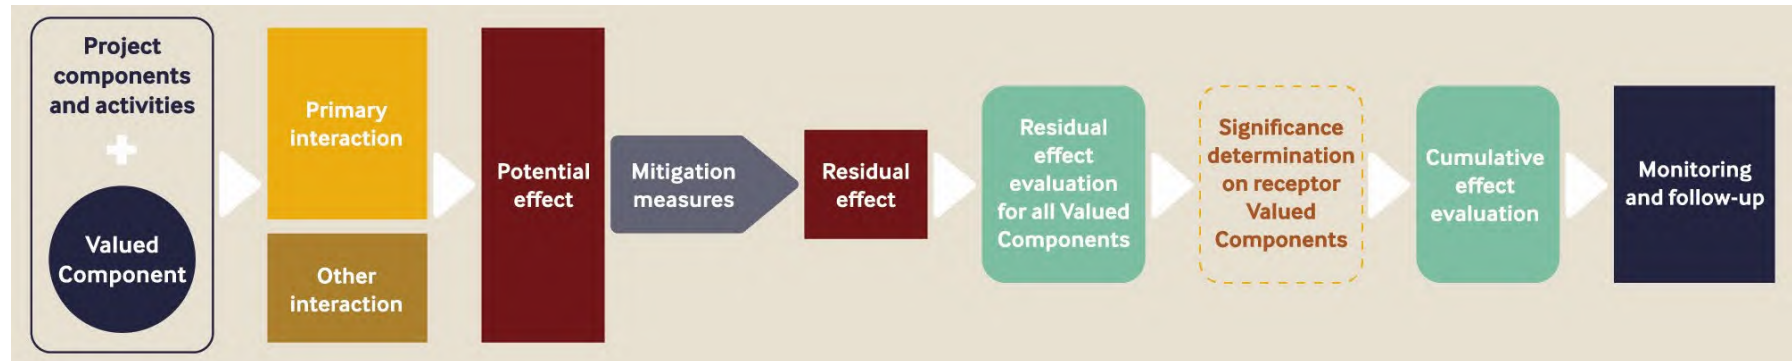 Project
components
and activities
+
Valued
Component
Primary
interaction
Other
interaction
Potential
effect
Mitigation
measures
Residual
effect
Residual
effect
evaluation
for all Valued
Components
Significance
determination
on receptor
Valued
Components
Cumulative
effect
evaluation
Monitoring
and follow-up